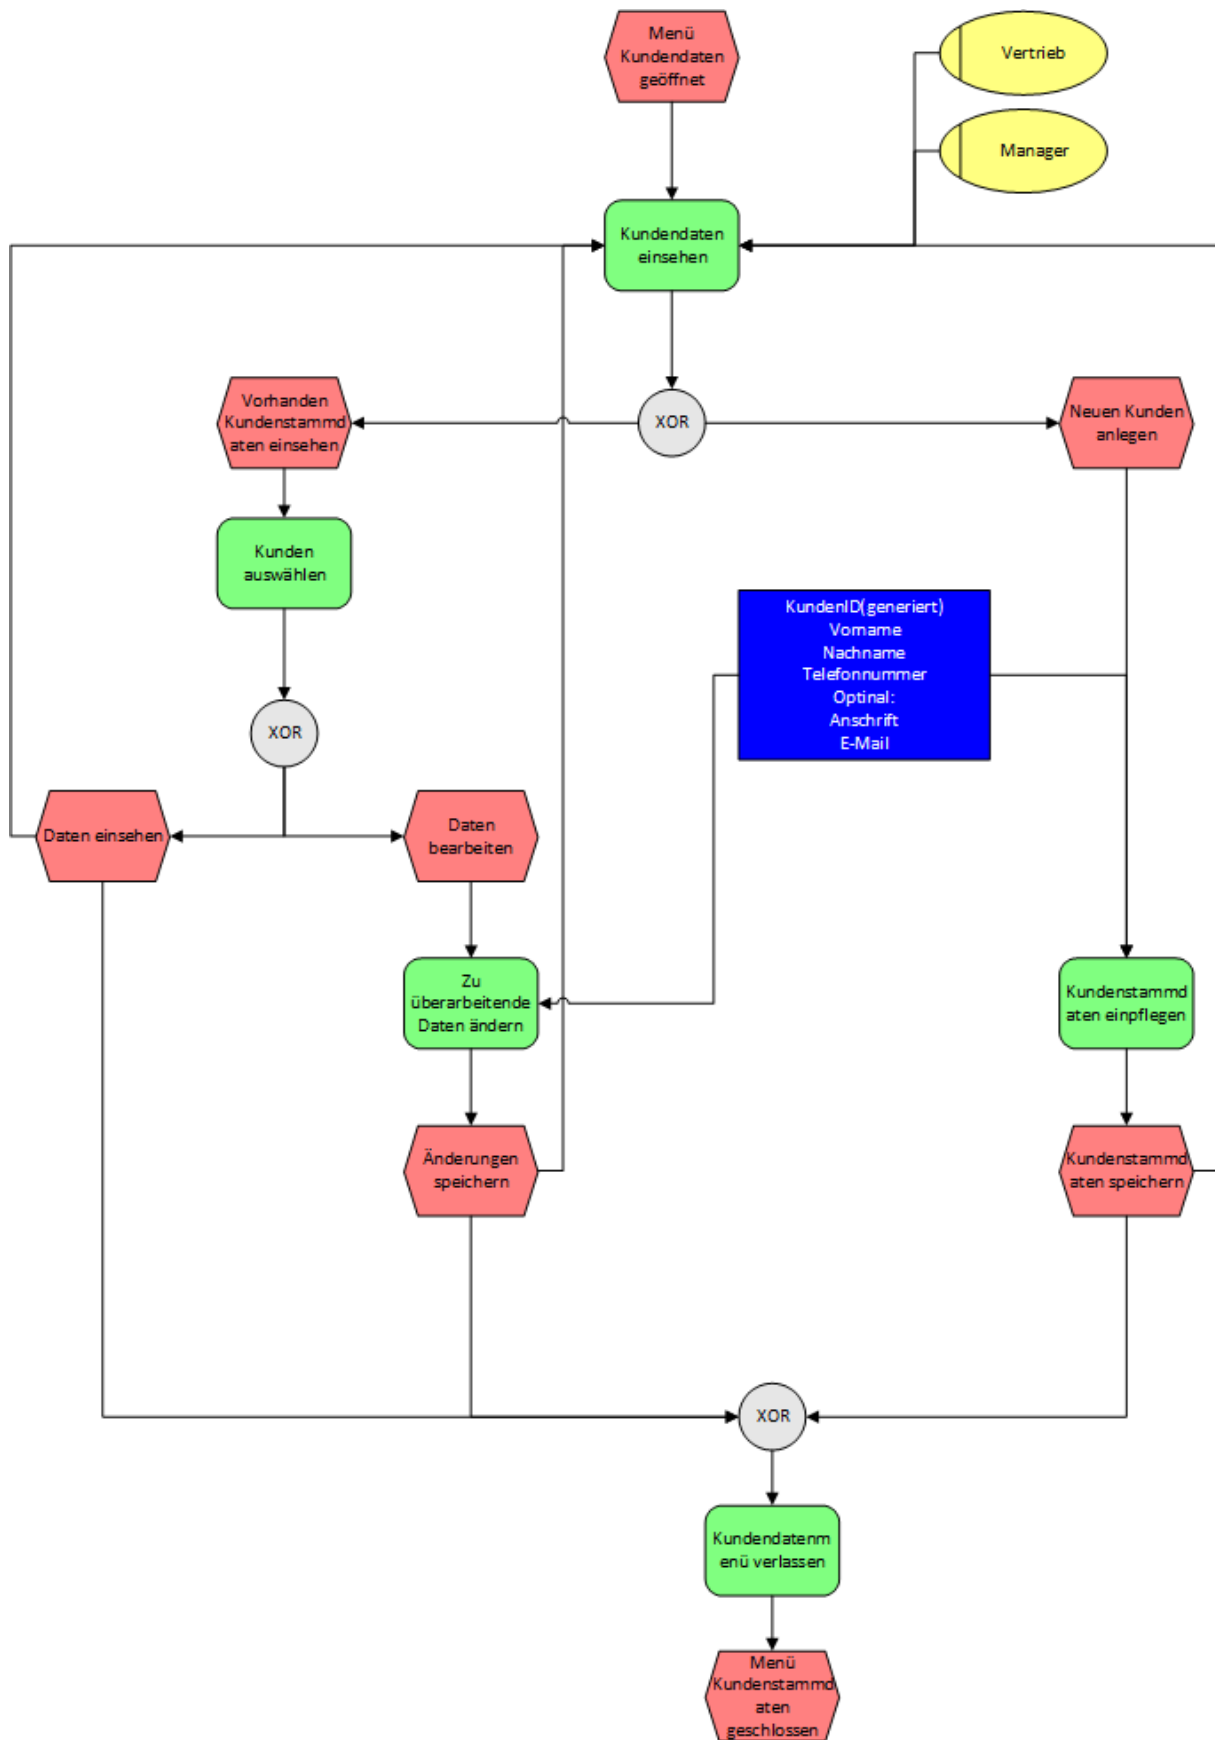 Menü
Kundendaten
geöffnet
Vertrieb
Manager
Kundendaten
einsehen
Vorhanden
Kundenstammd
aten einsehen
XOR
Neuen Kunden
anlegen
Kunden
auswählen
KundenID(generiert)
Vorname
Nachname
Telefonnummer
Optinal:
Anschrift
E-Mail
XOR
Daten einsehen
Daten
bearbeiten
Zu
überarbeitende
Daten ändern
Kundenstammd
aten einpflegen
Änderungen
speichern
Kundenstammd
aten speichern
XOR
Kundendatenm
enü verlassen
Menü
Kundenstammd
aten
geschlossen